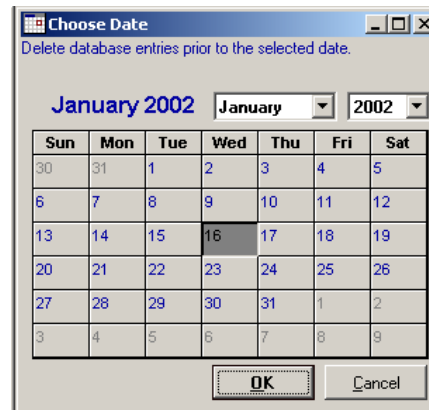 Choose Date
Delete database entries prior to the selected date.
January 2002 January 2002
Sun Mon Tue Wed Thu Fri Sat
30 31 1 2 3 4 5
6 7 8 9 10 11 12
13 14 15 16 17 18 19
20 21 22 23 24 25 26
27 28 29 30 31 1 2
3 4 5 6 7 8 9
OK Cancel